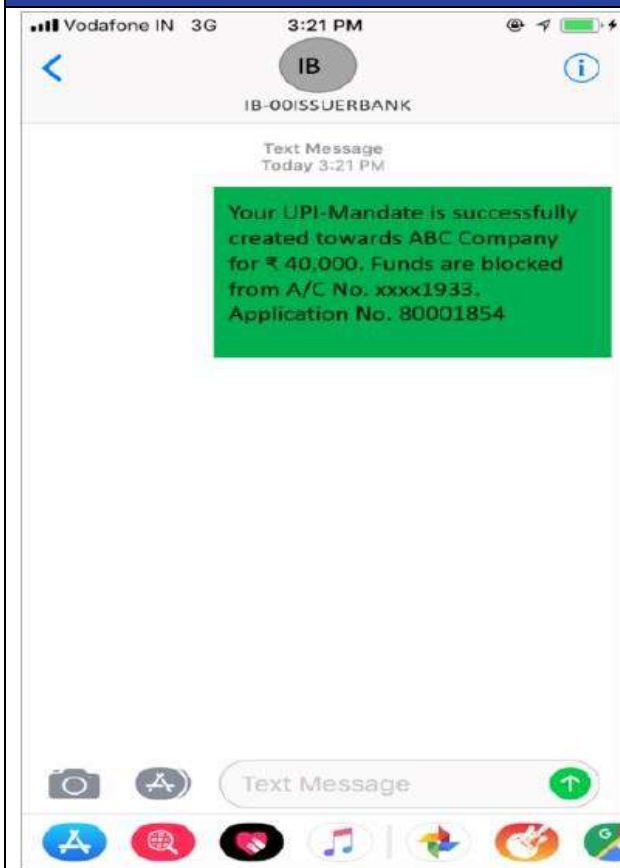 Vodafone IN 3G 3:21 PM
IB
IB-00ISSUERBANK
Text Message
Today 3:21 PM
Your UPI-Mandate is successfully
created towards ABC Company
for ₹ 40,000. Funds are blocked
from A/C No. xxxx1933.
Application No. 80001854
Text Message